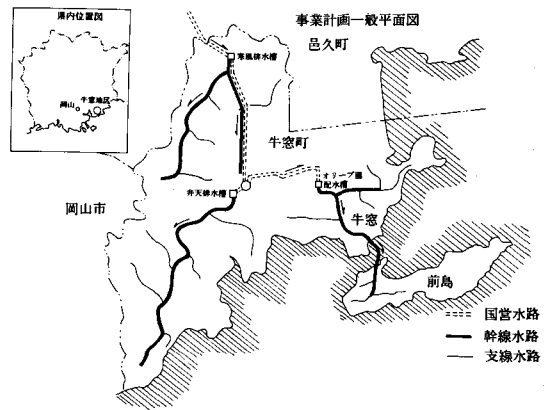 県内位置図
岡山
牛窓地区
事業計画一般平面図
邑久町
寒風排水槽
牛窓町
オリーブ園
配水槽
弁天排水槽
岡山市
牛窓
前島
国営水路
幹線水路
支線水路